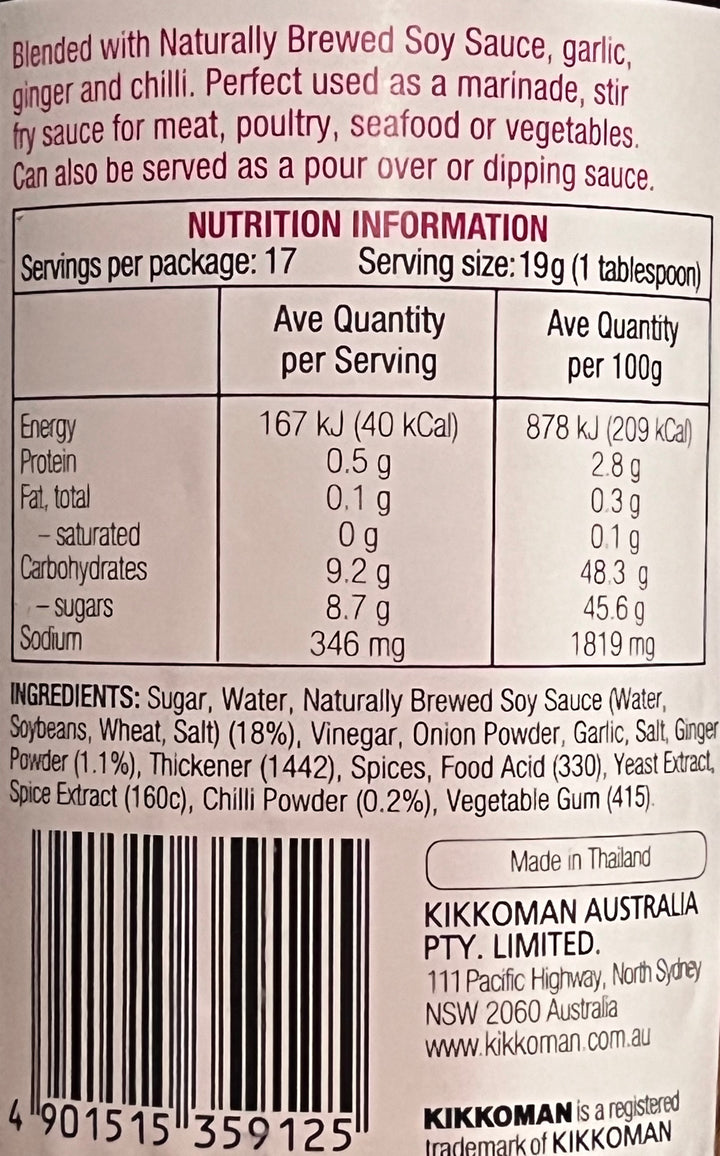 Blended with Naturally Brewed Soy Sauce, garlic,
ginger and chilli. Perfect used as a marinade, stir
fry sauce for meat, poultry, seafood or vegetables.
Can also be served as a pour over or dipping sauce.
NUTRITION INFORMATION
Servings per package: 17 Serving size: 19g (1 tablespoon)
Ave Quantity per Serving Ave Quantity per 100g
Energy 167 kJ (40 kCal) 878 kJ (209 kCal)
Protein 0.5 g 2.8 g
Fat, total 0.1 g 0.3 g
– saturated 0 g 0.1 g
Carbohydrates 9.2 g 48.3 g
– sugars 8.7 g 45.6 g
Sodium 346 mg 1819 mg
INGREDIENTS: Sugar, Water, Naturally Brewed Soy Sauce (Water,
Soybeans, Wheat, Salt) (18%), Vinegar, Onion Powder, Garlic, Salt, Ginger
Powder (1.1%), Thickener (1442), Spices, Food Acid (330), Yeast Extract,
Spice Extract (160c), Chilli Powder (0.2%), Vegetable Gum (415).
Made in Thailand
KIKKOMAN AUSTRALIA
PTY. LIMITED.
111 Pacific Highway, North Sydney
NSW 2060 Australia
www.kikkoman.com.au
KIKKOMAN is a registered
trademark of KIKKOMAN
4 901515 359125